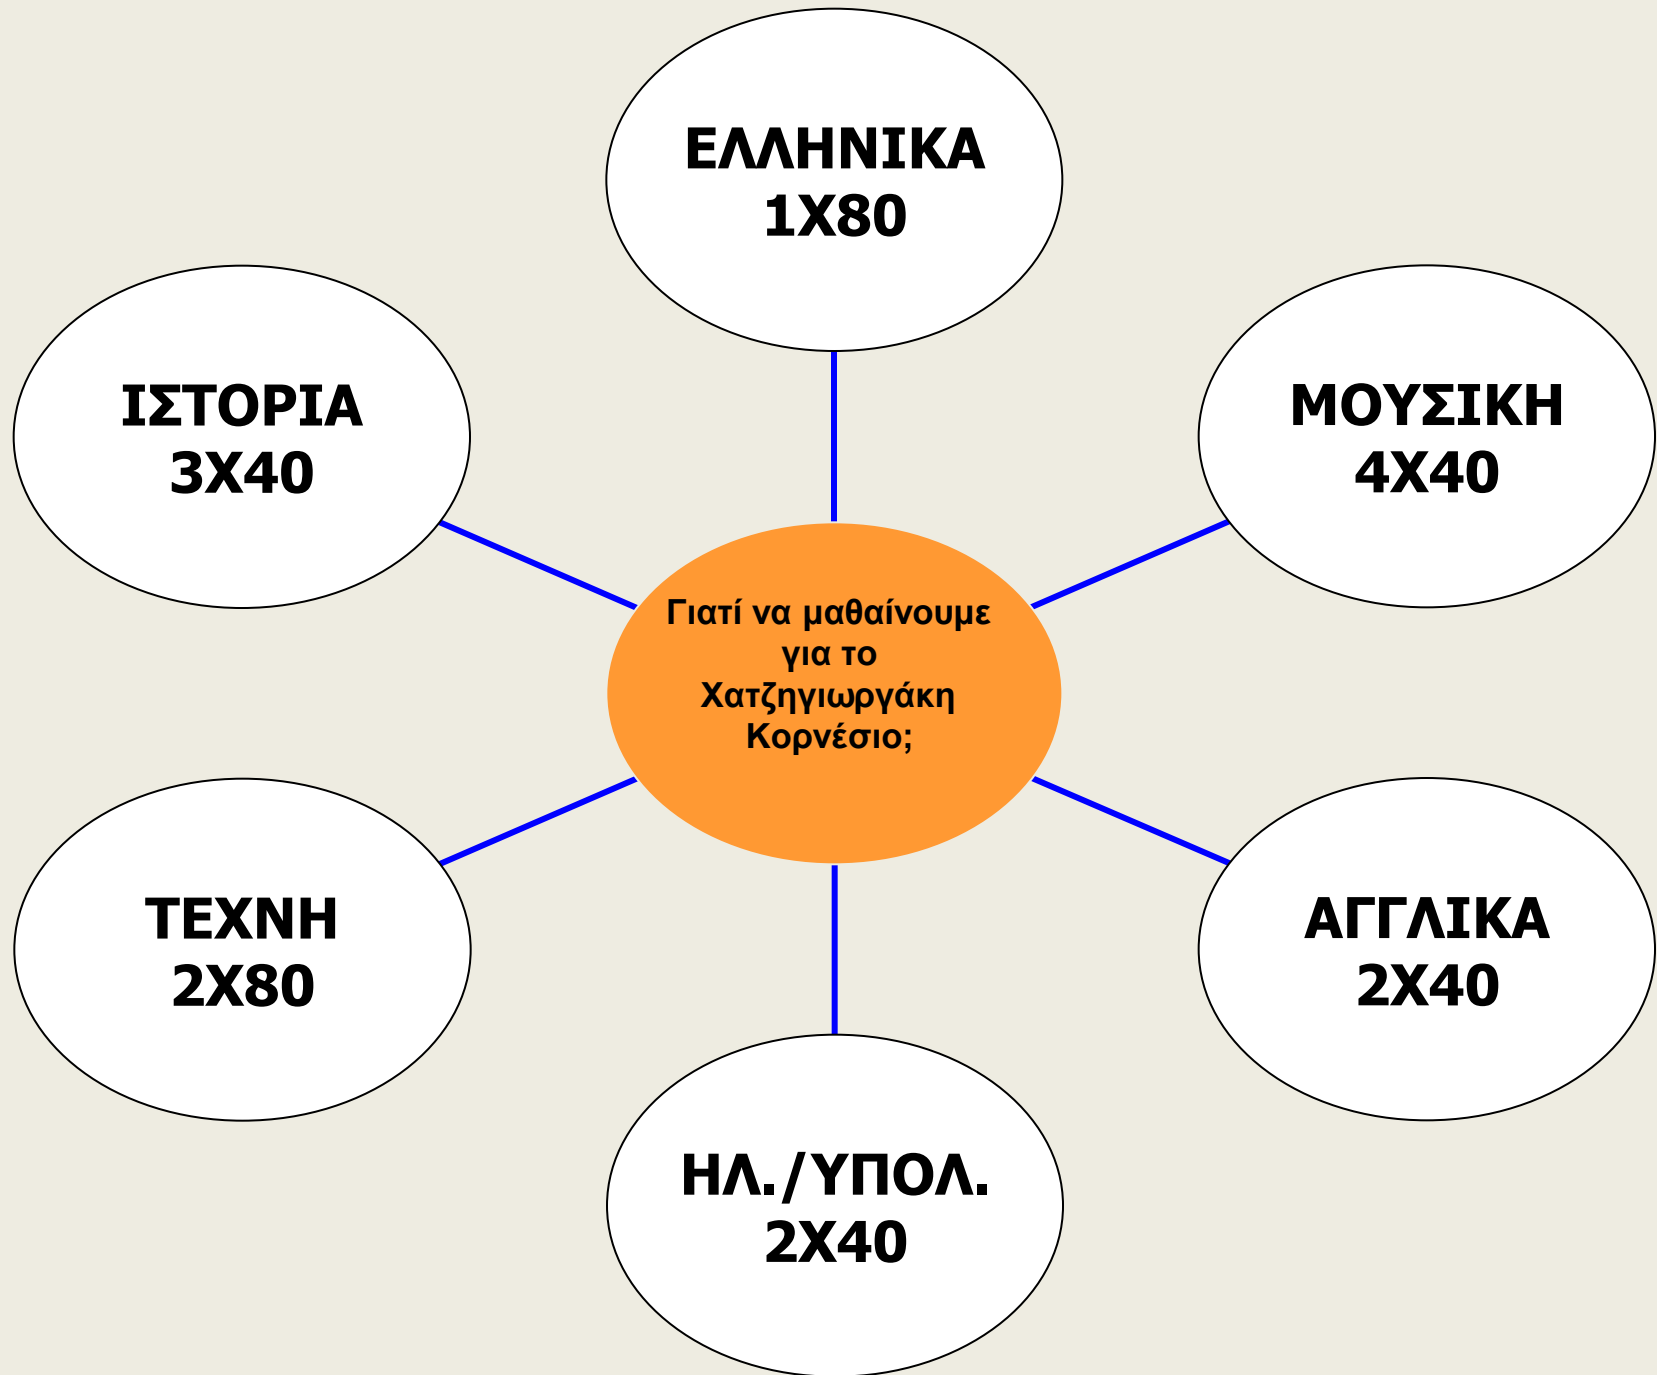 ΕΛΛΗΝΙΚΑ
1Χ80
ΙΣΤΟΡΙΑ
3Χ40
ΜΟΥΣΙΚΗ
4Χ40
Γιατί να μαθαίνουμε
για το
Χατζηγιωργάκη
Κορνέσιο;
ΤΕΧΝΗ
2Χ80
ΑΓΓΛΙΚΑ
2Χ40
ΗΛ./ΥΠΟΛ.
2Χ40